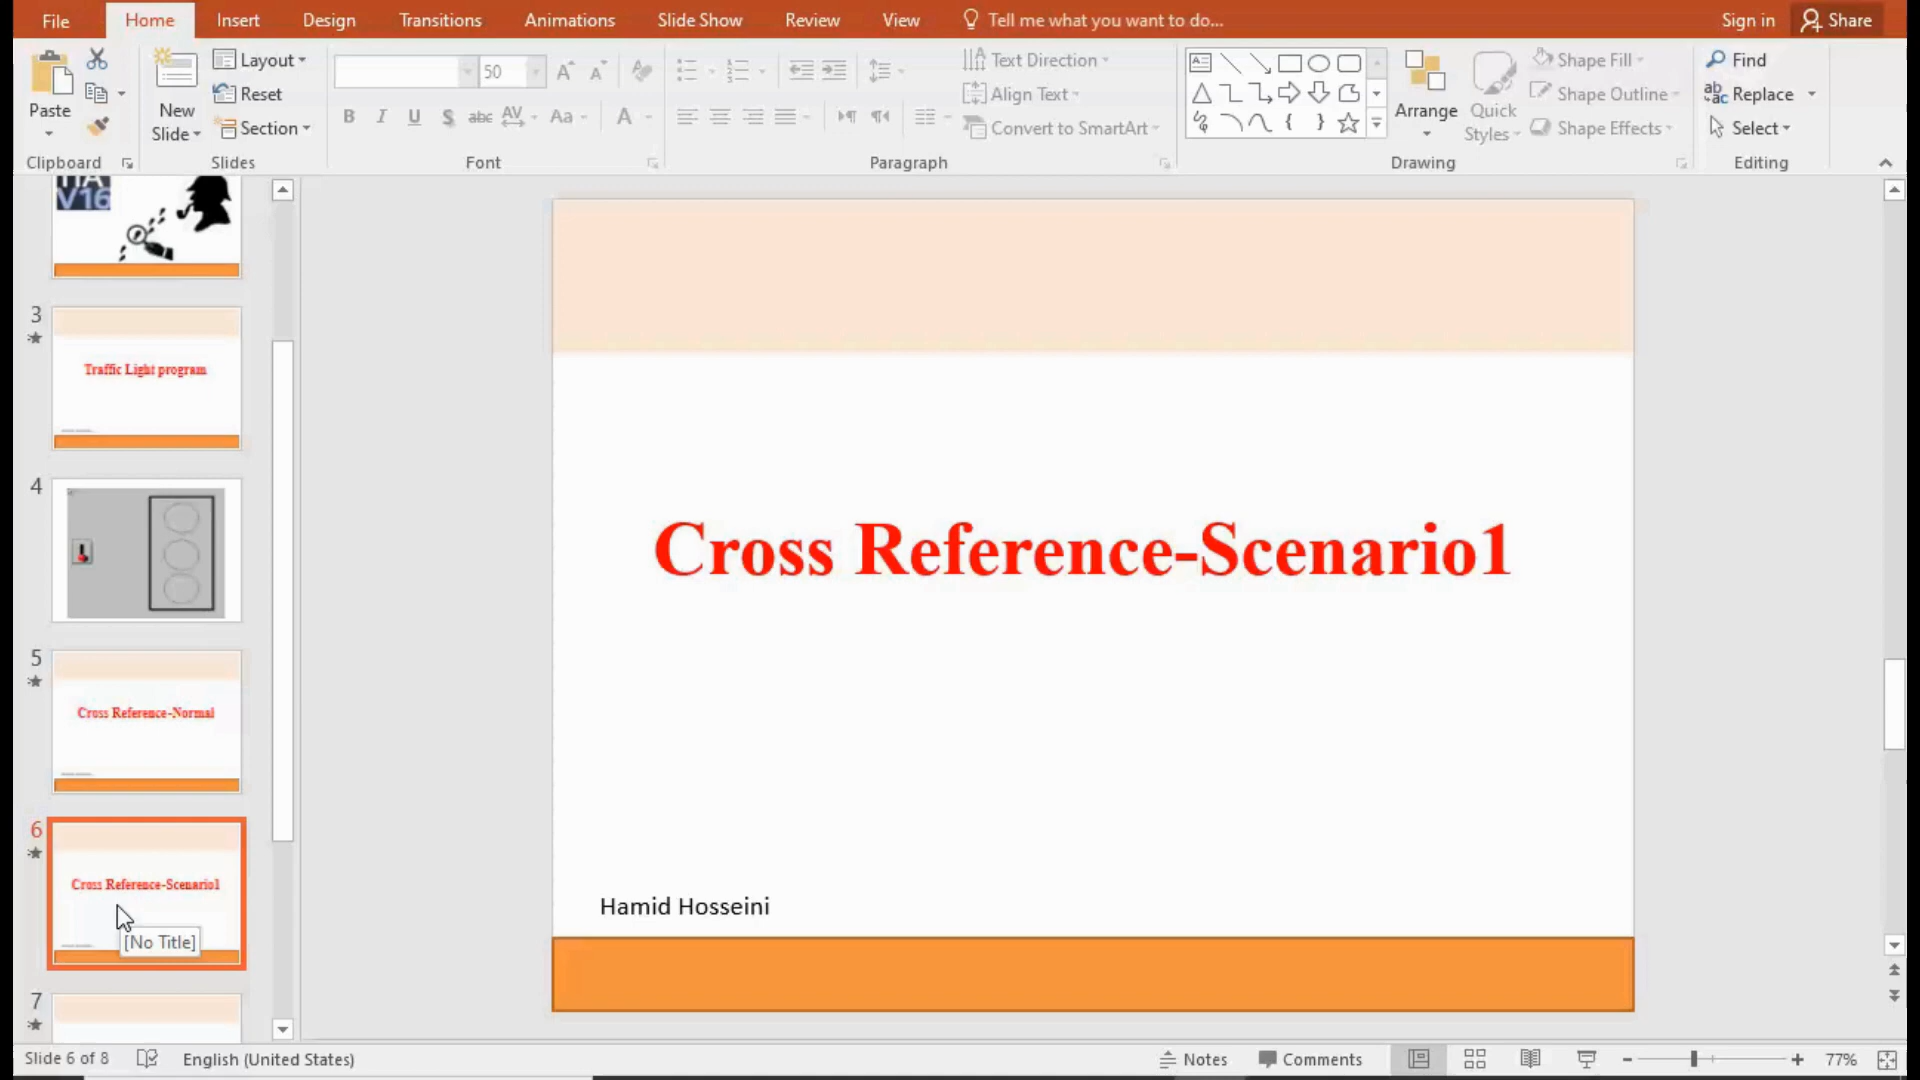 File Home Insert Design Transitions Animations Slide Show Review View Tell me what you want to do... Sign in Share
Paste
Clipboard
New Slide
Layout
Reset
Section
Slides
50
B I U S abc AV Aa A
Font
Text Direction
Align Text
Convert to SmartArt
Paragraph
Arrange
Quick Styles
Shape Fill
Shape Outline
Shape Effects
Drawing
Find
Replace
Select
Editing
V16
3
Traffic Light program
4
5
Cross Reference-Normal
6
Cross Reference-Scenario1
[No Title]
7
Cross Reference-Scenario1
Hamid Hosseini
Slide 6 of 8 English (United States) Notes Comments 77%